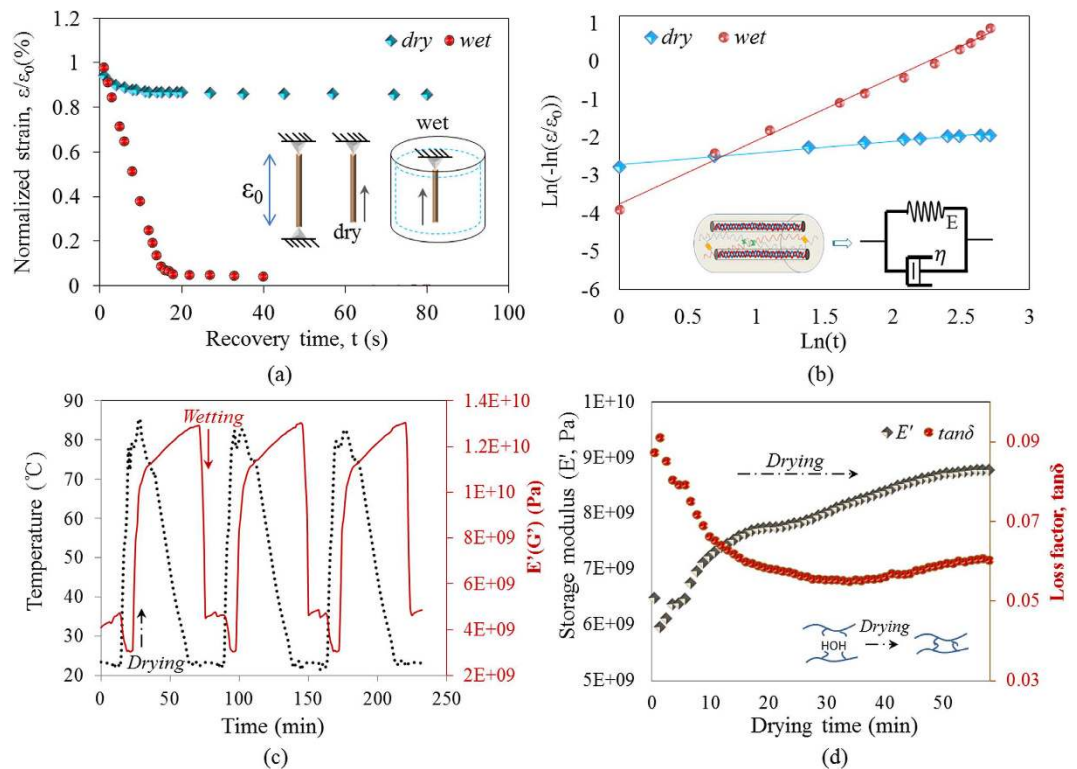 1.2
1
0.8
0.6
0.4
0.2
0
0 20 40 60 80 100
Normalized strain, ε/ε0(%)
Recovery time, t (s)
dry wet
ε0
dry
wet
(a)
1
0
-1
-2
-3
-4
-5
-6
0 0.5 1 1.5 2 2.5 3
Ln(-ln(ε/ε0))
Ln(t)
dry wet
E
η
(b)
90
80
70
60
50
40
30
20
0 50 100 150 200 250
Temperature (℃)
Time (min)
Wetting
Drying
1.4E+10
1.2E+10
1E+10
8E+09
6E+09
4E+09
2E+09
E'(G') (Pa)
(c)
1E+10
9E+09
8E+09
7E+09
6E+09
5E+09
0 10 20 30 40 50
Storage modulus (E', Pa)
Drying time (min)
E' tanδ
Drying
HOH
Drying
0.09
0.07
0.05
0.03
Loss factor, tanδ
(d)